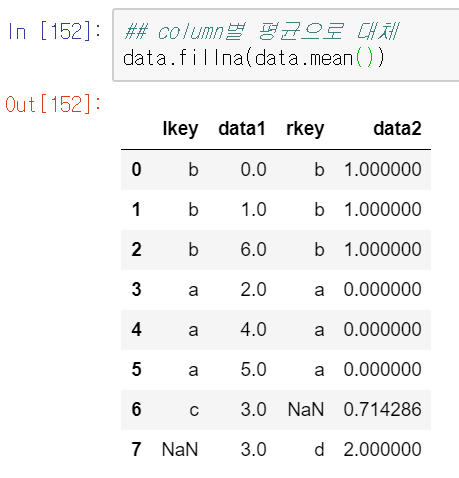 In [152]: ## column별 평균으로 대체
data.fillna(data.mean())
Out[152]:
lkey data1 rkey data2
0 b 0.0 b 1.000000
1 b 1.0 b 1.000000
2 b 6.0 b 1.000000
3 a 2.0 a 0.000000
4 a 4.0 a 0.000000
5 a 5.0 a 0.000000
6 c 3.0 NaN 0.714286
7 NaN 3.0 d 2.000000